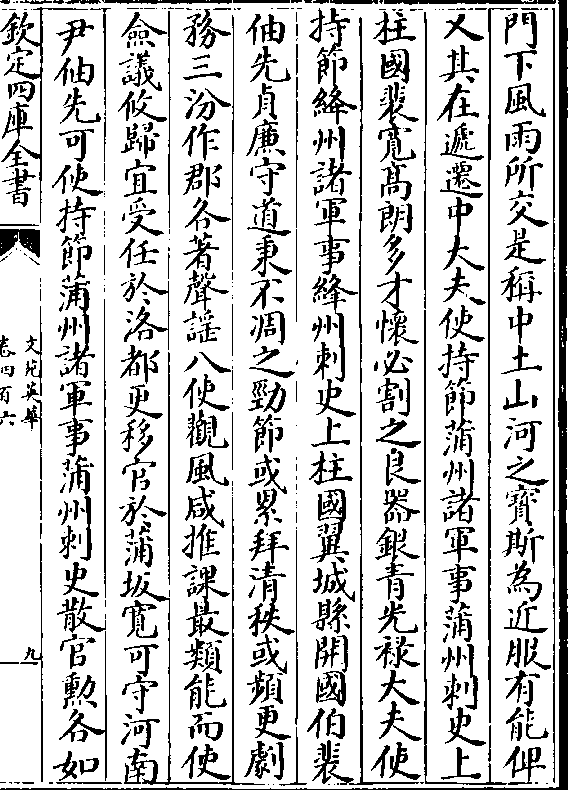 門下風雨所交是稱中土山河之寶斯為近服有能俾
乂其在遞遷中大夫使持節蒲州諸軍事蒲州刺史上
柱國裴寛髙朗多才懷必割之良器銀青光禄大夫使
持節絳州諸軍事絳州刺史上柱國翼城縣開國伯裴
伷先貞亷守道秉不凋之勁節或累拜清秩或頻更劇
務三汾作郡各著聲謡八使觀風咸推課最類能而使
僉議攸歸宜受任於洛都更移官於蒲坂寛可守河南
尹伷先可使持節蒲州諸軍事蒲州刺史散官勲各如
欽定四庫全書
文苑英華
卷四百六
九